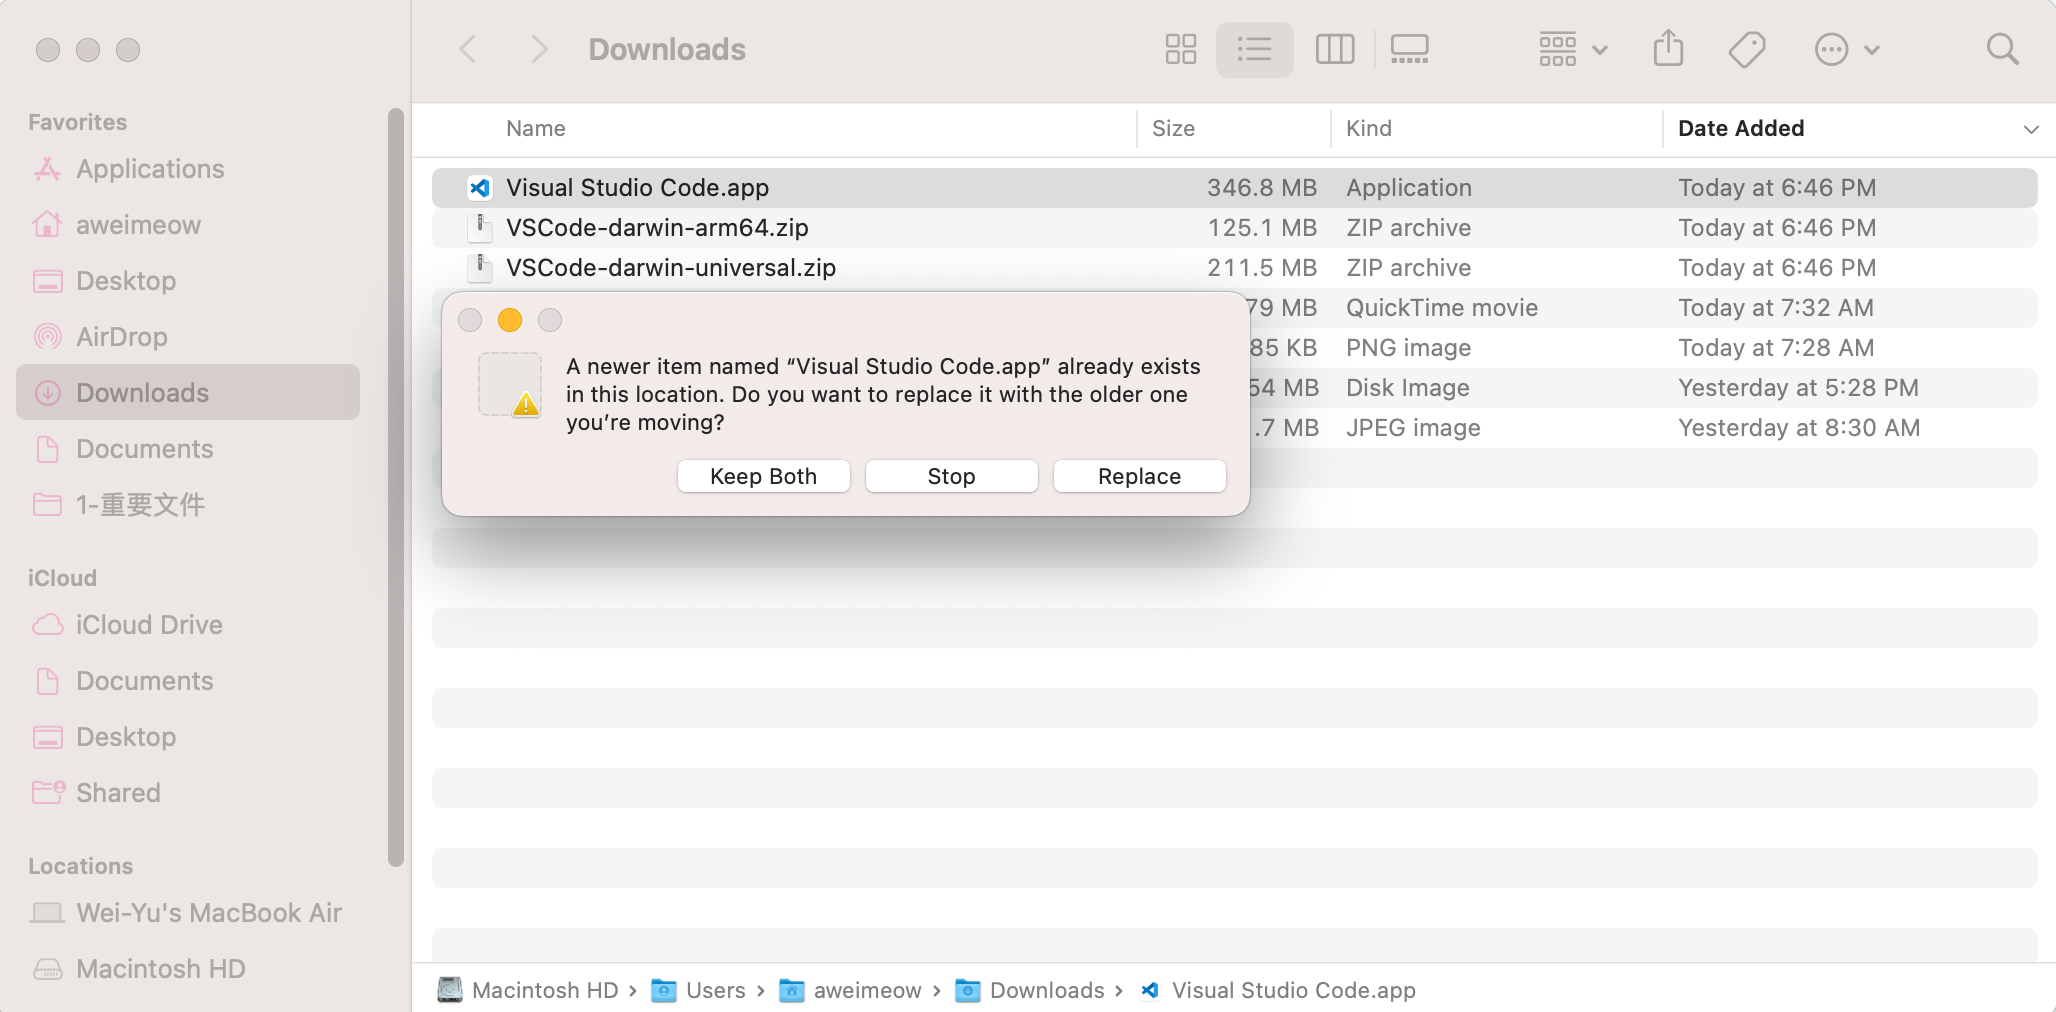 Downloads
Favorites
Applications
aweimeow
Desktop
AirDrop
Downloads
Documents
1-重要文件
iCloud
iCloud Drive
Documents
Desktop
Shared
Locations
Wei-Yu's MacBook Air
Macintosh HD
Name Size Kind Date Added
Visual Studio Code.app 346.8 MB Application Today at 6:46 PM
VSCode-darwin-arm64.zip 125.1 MB ZIP archive Today at 6:46 PM
VSCode-darwin-universal.zip 211.5 MB ZIP archive Today at 6:46 PM
79 MB QuickTime movie Today at 7:32 AM
85 KB PNG image Today at 7:28 AM
54 MB Disk Image Yesterday at 5:28 PM
.7 MB JPEG image Yesterday at 8:30 AM
A newer item named “Visual Studio Code.app” already exists
in this location. Do you want to replace it with the older one
you’re moving?
Keep Both Stop Replace
Macintosh HD › Users › aweimeow › Downloads › Visual Studio Code.app